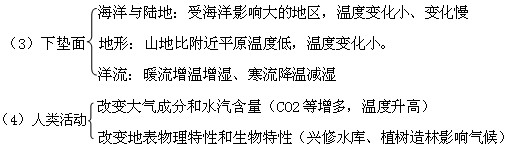 海洋与陆地：受海洋影响大的地区，温度变化小、变化慢
（3）下垫面
地形：山地比附近平原温度低，温度变化小。
洋流：暖流增温增湿、寒流降温减湿
改变大气成分和水汽含量（CO2等增多，温度升高）
（4）人类活动
改变地表物理特性和生物特性（兴修水库、植树造林影响气候）